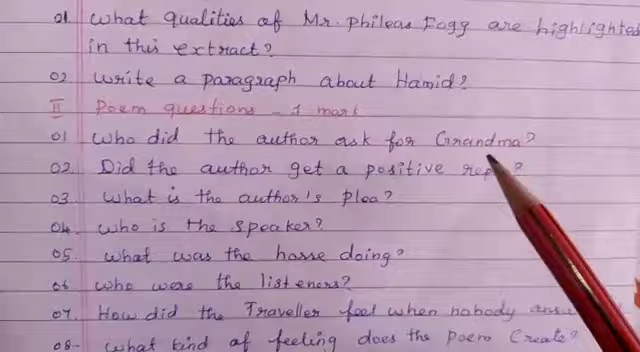 01 What qualities of Mr. Phileas Fogg are highlighted
in this extract?
02 Write a paragraph about Hamid?
II Poem questions - 1 mark
01 Who did the author ask for Grandma?
02. Did the author get a positive ?
03. What is the author's plea?
04. Who is the speaker?
05. What was the horse doing?
06 Who were the listeners?
07. How did the Traveller feel when nobody
08- What kind of feeling does the poem Create?